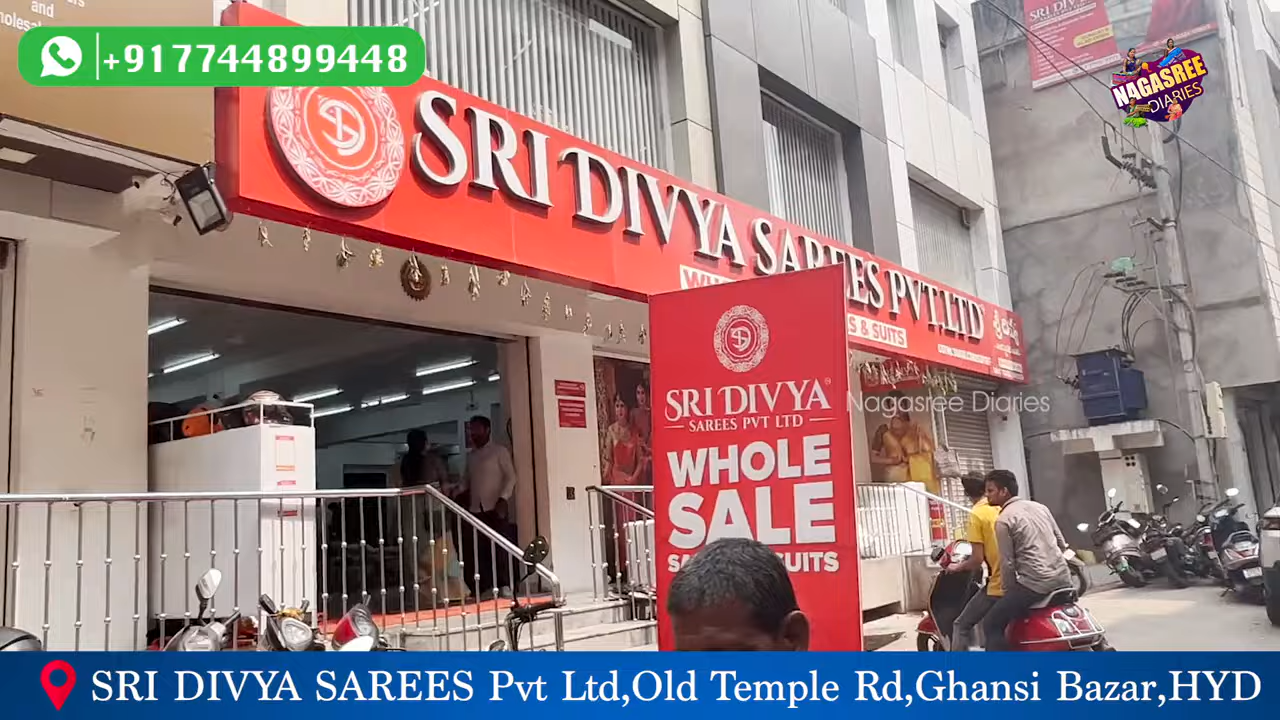 and
+917744899448
SRI DIVYA
NAGASREE
DIARIES
SRI DIVYA SAREES PVT.LTD
S & SUITS
SRI DIVYA
SAREES PVT LTD
WHOLE
SALE
SUITS
Nagasree Diaries
SRI DIVYA SAREES Pvt Ltd,Old Temple Rd,Ghansi Bazar,HYD